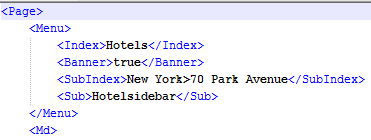 <Page>
<Menu>
<Index>Hotels</Index>
<Banner>true</Banner>
<SubIndex>New York>70 Park Avenue</SubIndex>
<Sub>Hotelsidebar</Sub>
</Menu>
<Md>